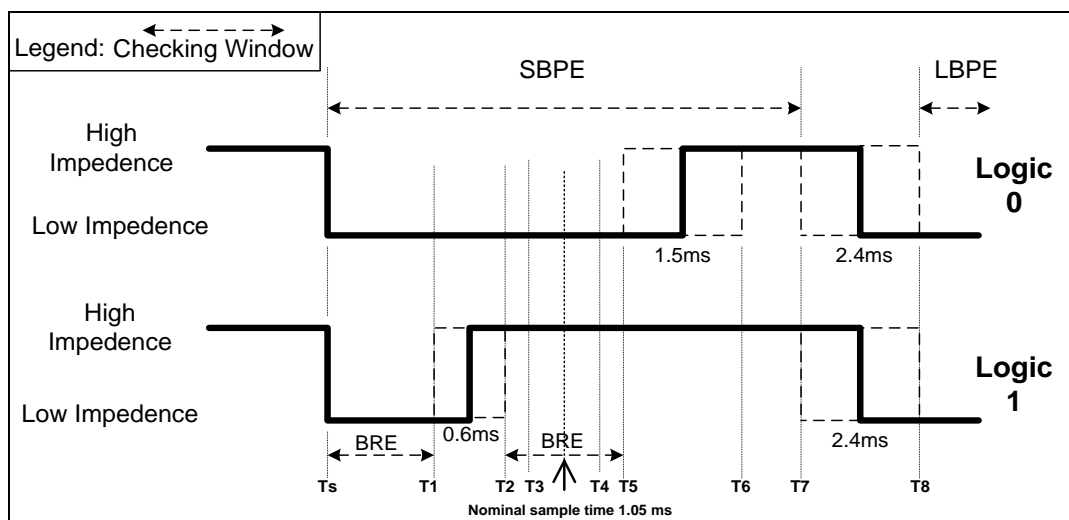 Legend: Checking Window
SBPE
LBPE
High
Impedence
Low Impedence
Logic
0
1.5ms
2.4ms
High
Impedence
Low Impedence
Logic
1
BRE
0.6ms
BRE
2.4ms
Ts
T1
T2
T3
T4
T5
T6
T7
T8
Nominal sample time 1.05 ms